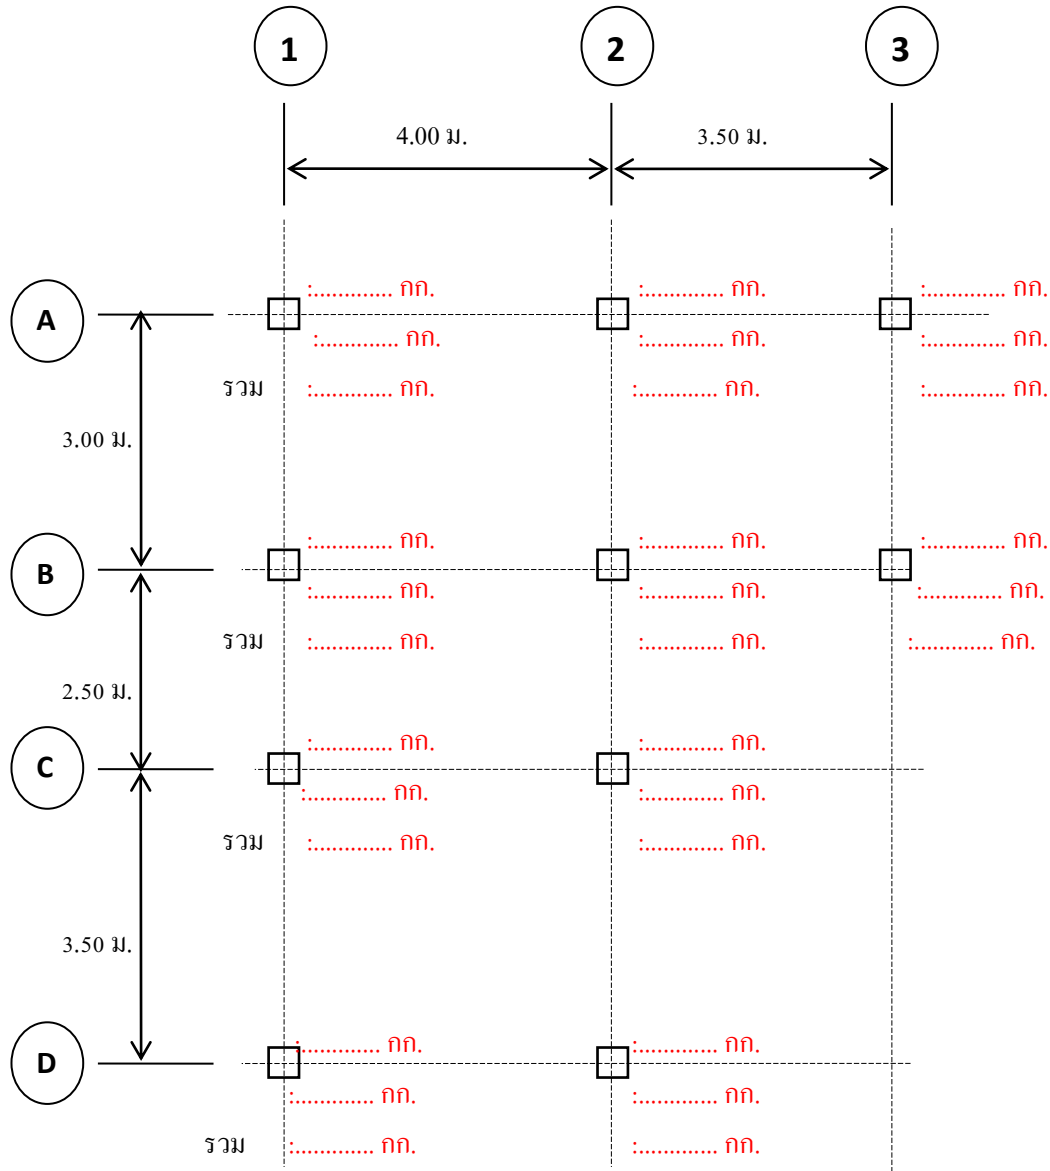 1 2 3
4.00 ม. 3.50 ม.
:............. กก. :............. กก. :............. กก.
A
:............. กก. :............. กก. :............. กก.
รวม :............. กก. :............. กก. :............. กก.
3.00 ม.
:............. กก. :............. กก. :............. กก.
B
:............. กก. :............. กก. :............. กก.
รวม :............. กก. :............. กก. :............. กก.
2.50 ม.
:............. กก. :............. กก.
C
:............. กก. :............. กก.
รวม :............. กก. :............. กก.
3.50 ม.
:............. กก. :............. กก.
D
:............. กก. :............. กก.
รวม :............. กก. :............. กก.